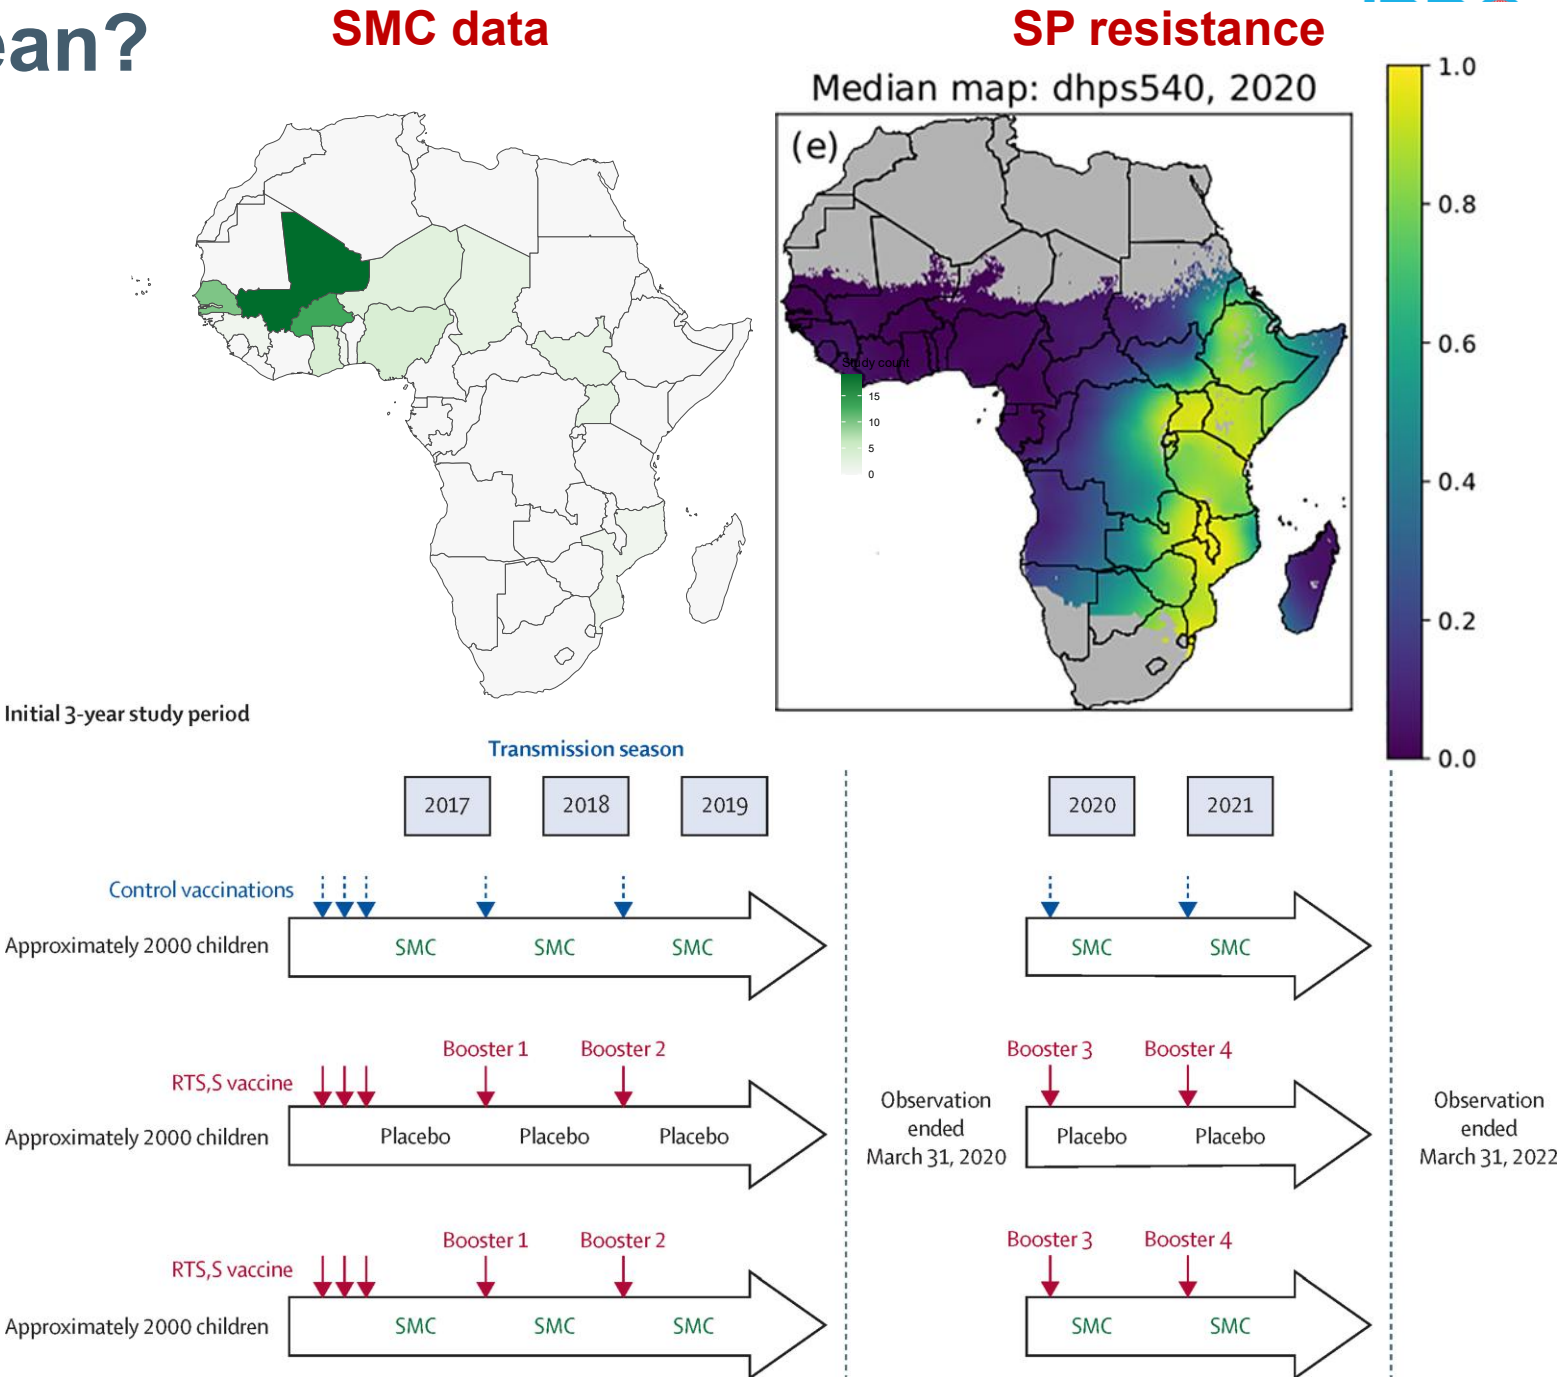 ean?
SMC data
SP resistance
Median map: dhps540, 2020
(e)
1.0
0.8
0.6
0.4
0.2
0.0
Study count
15
10
5
0
Initial 3-year study period
Transmission season
2017
2018
2019
2020
2021
Control vaccinations
Approximately 2000 children
SMC
SMC
SMC
SMC
SMC
Booster 1
Booster 2
Booster 3
Booster 4
RTS,S vaccine
Approximately 2000 children
Placebo
Placebo
Placebo
Observation
ended
March 31, 2020
Placebo
Placebo
Observation
ended
March 31, 2022
Booster 1
Booster 2
Booster 3
Booster 4
RTS,S vaccine
Approximately 2000 children
SMC
SMC
SMC
SMC
SMC